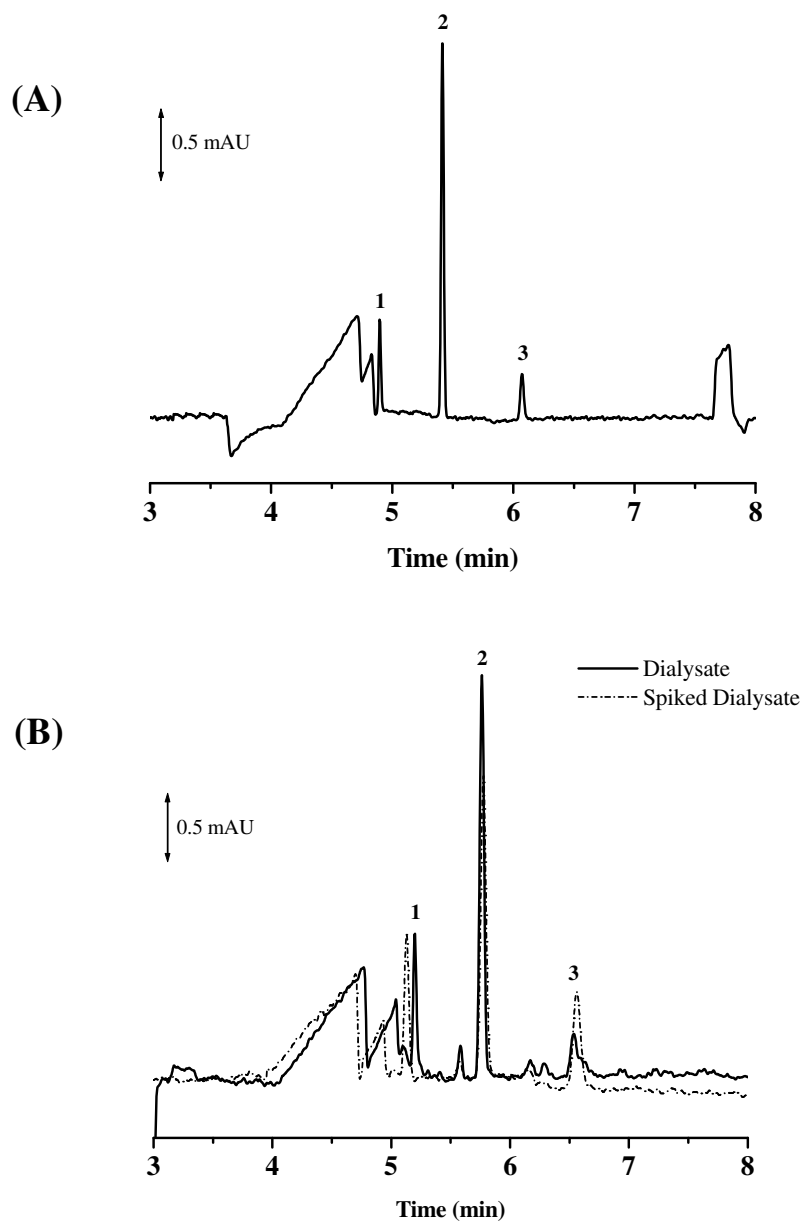 2
(A)
0.5 mAU
1
3
3 4 5 6 7 8
Time (min)
2
Dialysate
Spiked Dialysate
(B)
0.5 mAU
1
3
3 4 5 6 7 8
Time (min)